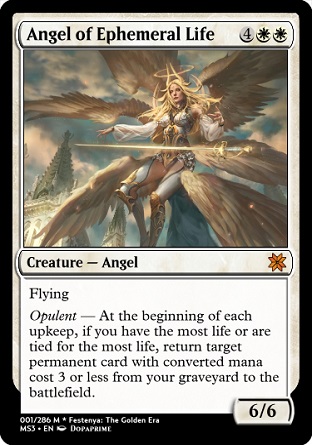 Angel of Ephemeral Life 4
Creature — Angel
Flying
Opulent — At the beginning of each
upkeep, if you have the most life or are
tied for the most life, return target
permanent card with converted mana
cost 3 or less from your graveyard to the
battlefield.
6/6
001/286 M * Festenya: The Golden Era
MS3 • EN Dopaprime